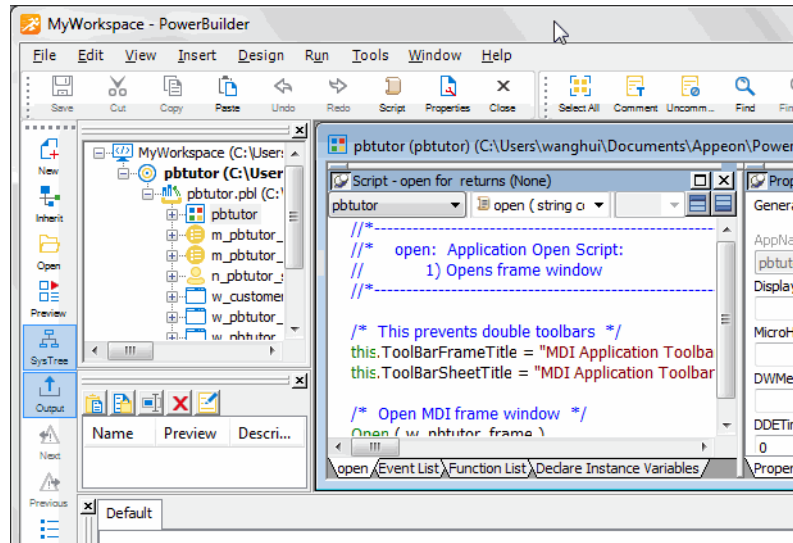 MyWorkspace - PowerBuilder
File Edit View Insert Design Run Tools Window Help
Save Cut Copy Paste Undo Redo Script Properties Close Select All Comment Uncomm... Find
New
Inherit
Open
Preview
SysTree
Output
Next
Previous
MyWorkspace (C:\User:
pbtutor (C:\User
pbtutor.pbl (C:\
pbtutor
m_pbtutor_
m_pbtutor_
n_pbtutor_s
w_customer
w_pbtutor_
w_pbtutor
Name Preview Descri...
Default
pbtutor (pbtutor) (C:\Users\wanghui\Documents\Appeon\Power
Script - open for returns (None)
pbtutor open ( string c
//*-----------------------------------------------------
//* open: Application Open Script:
// 1) Opens frame window
//*-----------------------------------------------------
/* This prevents double toolbars */
this.ToolBarFrameTitle = "MDI Application Toolba
this.ToolBarSheetTitle = "MDI Application Toolbar
/* Open MDI frame window */
Open ( w_pbtutor_frame )
open Event List Function List Declare Instance Variables
Prop
Genera
AppNa
pbtut
Display
MicroH
DWMe
DDETin
0
Proper